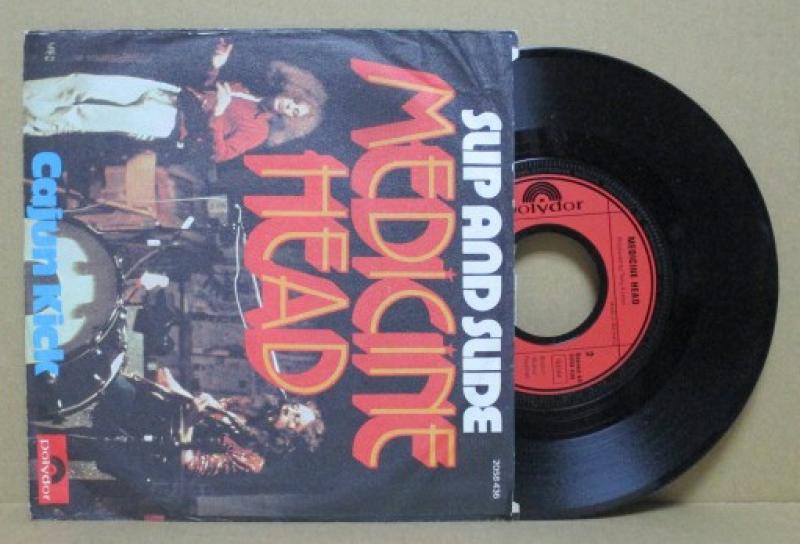 SLIP AND SLIDE
MEDICINE
HEAD
Cajun Kick
polydor
2058 436
polydor
MEDICINE HEAD